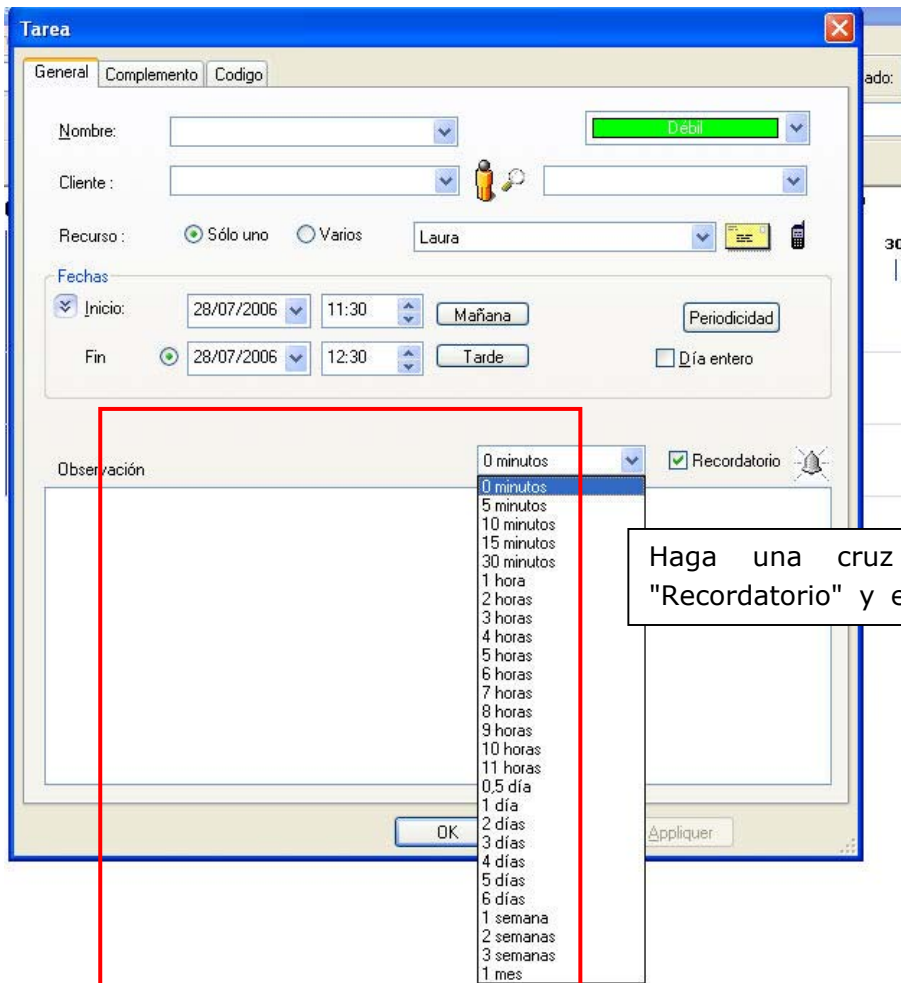 Tarea
General Complemento Codigo
ado:
Nombre:
Débil
Cliente :
Recurso : Sólo uno Varios Laura
30
Fechas
Inicio: 28/07/2006 11:30 Mañana Periodicidad
Fin 28/07/2006 12:30 Tarde Día entero
Observación 0 minutos Recordatorio
0 minutos
5 minutos
10 minutos
15 minutos
30 minutos
1 hora
2 horas
3 horas
4 horas
5 horas
6 horas
7 horas
8 horas
9 horas
10 horas
11 horas
0,5 día
1 día
2 días
3 días
4 días
5 días
6 días
1 semana
2 semanas
3 semanas
1 mes
Haga una cruz
"Recordatorio" y e
OK Appliquer